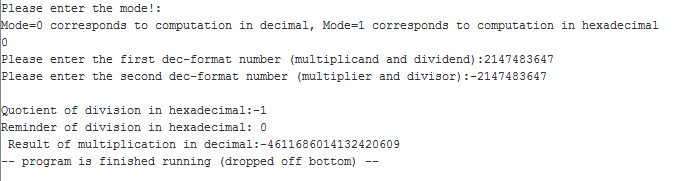 Please enter the mode!:
Mode=0 corresponds to computation in decimal, Mode=1 corresponds to computation in hexadecimal
0
Please enter the first dec-format number (multiplicand and dividend):2147483647
Please enter the second dec-format number (multiplier and divisor):-2147483647
Quotient of division in hexadecimal:-1
Reminder of division in hexadecimal: 0
Result of multiplication in decimal:-4611686014132420609
-- program is finished running (dropped off bottom) --